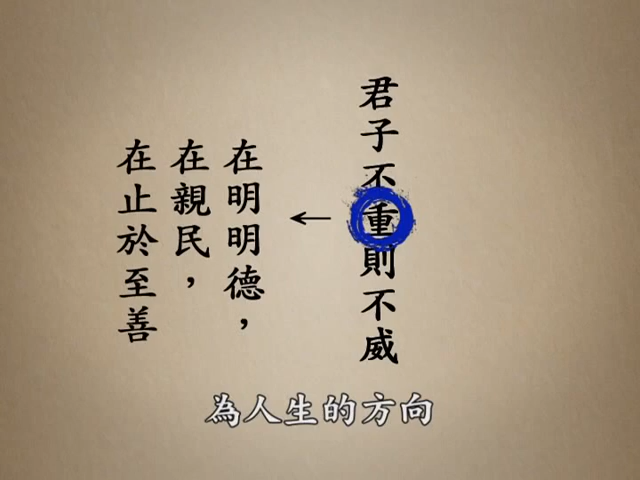 君子不重則不威
在明明德，
在親民，
在止於至善
為人生的方向